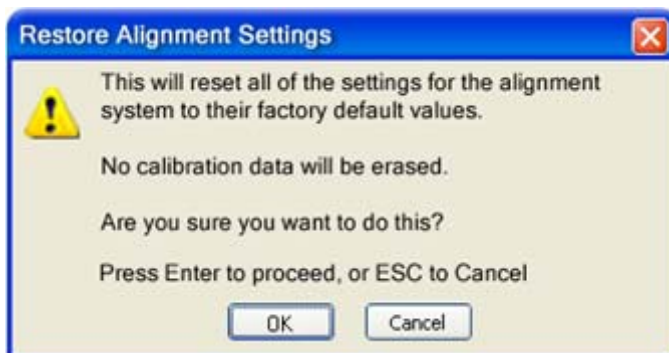 Restore Alignment Settings
This will reset all of the settings for the alignment
system to their factory default values.
No calibration data will be erased.
Are you sure you want to do this?
Press Enter to proceed, or ESC to Cancel
OK
Cancel